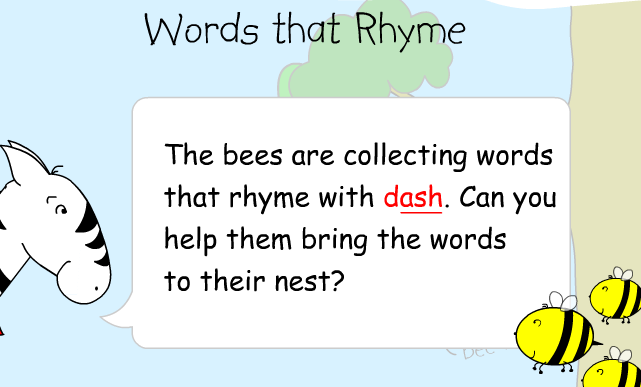 Words that Rhyme
The bees are collecting words
that rhyme with dash. Can you
help them bring the words
to their nest?